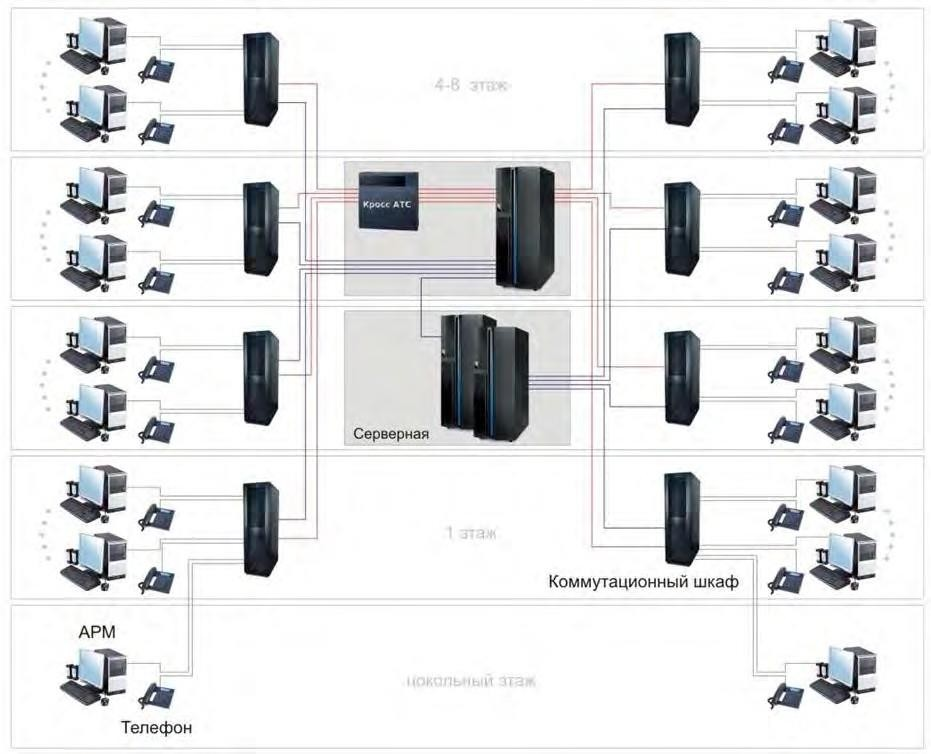 4-8 этаж
Кросс АТС
Серверная
1 этаж
Коммутационный шкаф
АРМ
цокольный этаж
Телефон